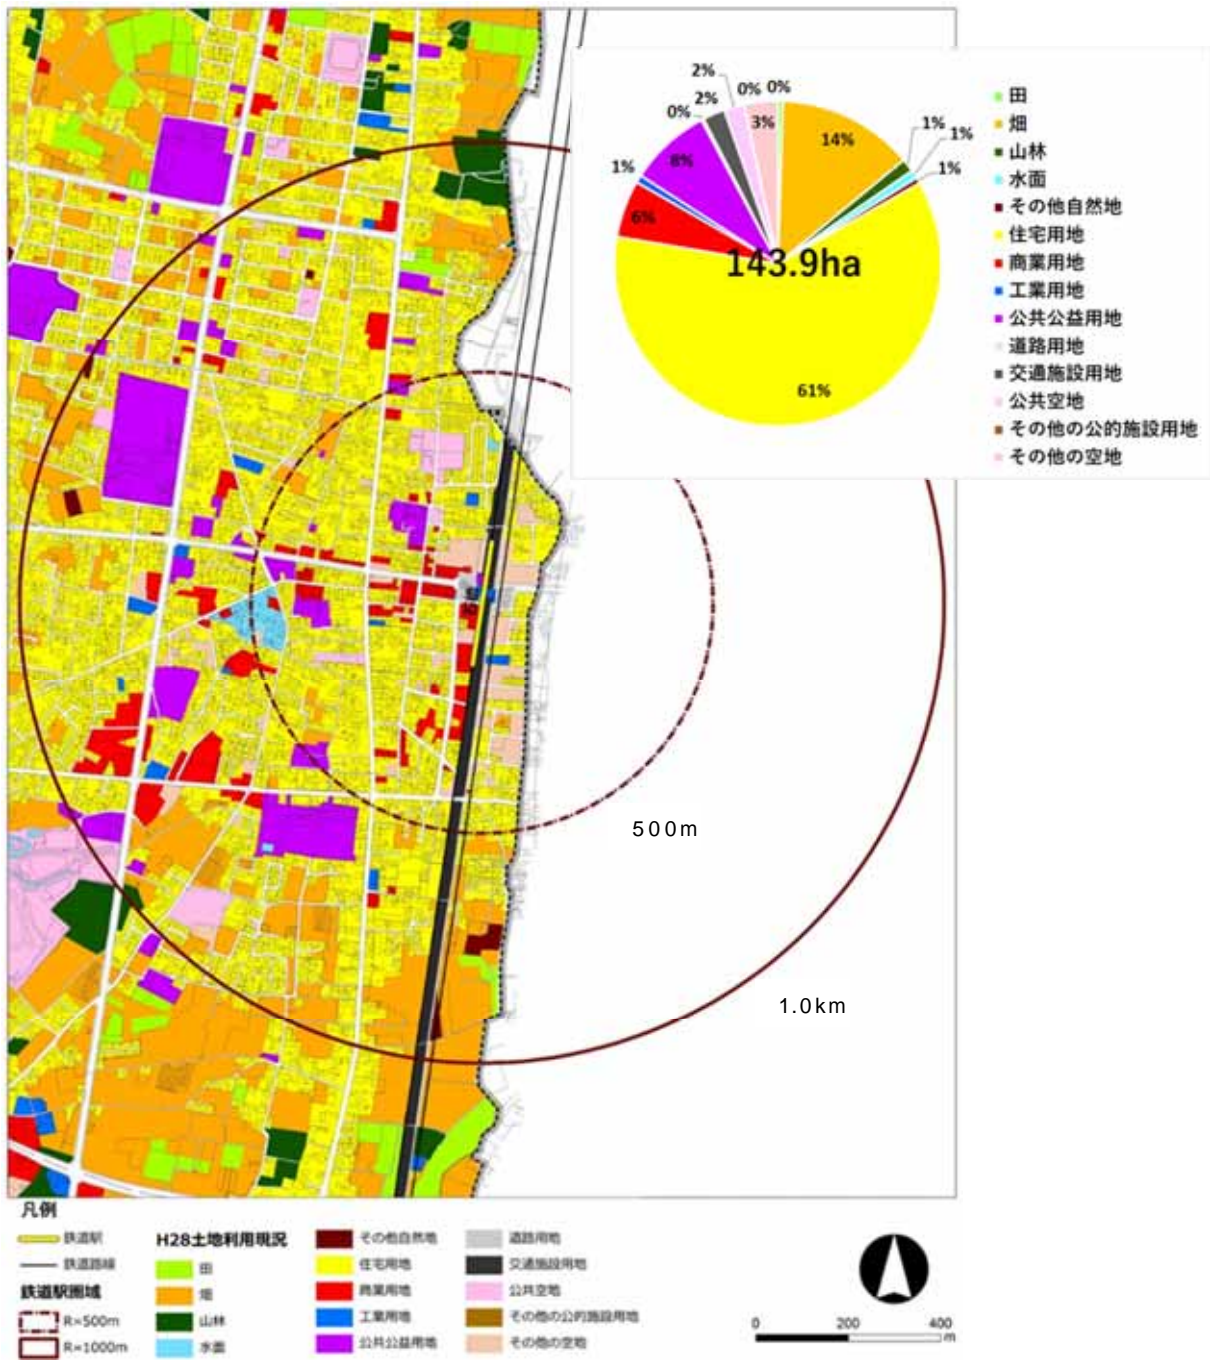 2%
0%
0%
2%
0%
3%
14%
1%
1%
1%
1%
8%
6%
143.9ha
61%
田
畑
山林
水面
その他自然地
住宅用地
商業用地
工業用地
公共公益用地
道路用地
交通施設用地
公共空地
その他の公的施設用地
その他の空地
500m
1.0km
凡例
鉄道駅
鉄道路線
鉄道駅圏域
R=500m
R=1000m
H28土地利用現況
田
畑
山林
水面
その他自然地
住宅用地
商業用地
工業用地
公共公益用地
道路用地
交通施設用地
公共空地
その他の公的施設用地
その他の空地
0 200 400
m